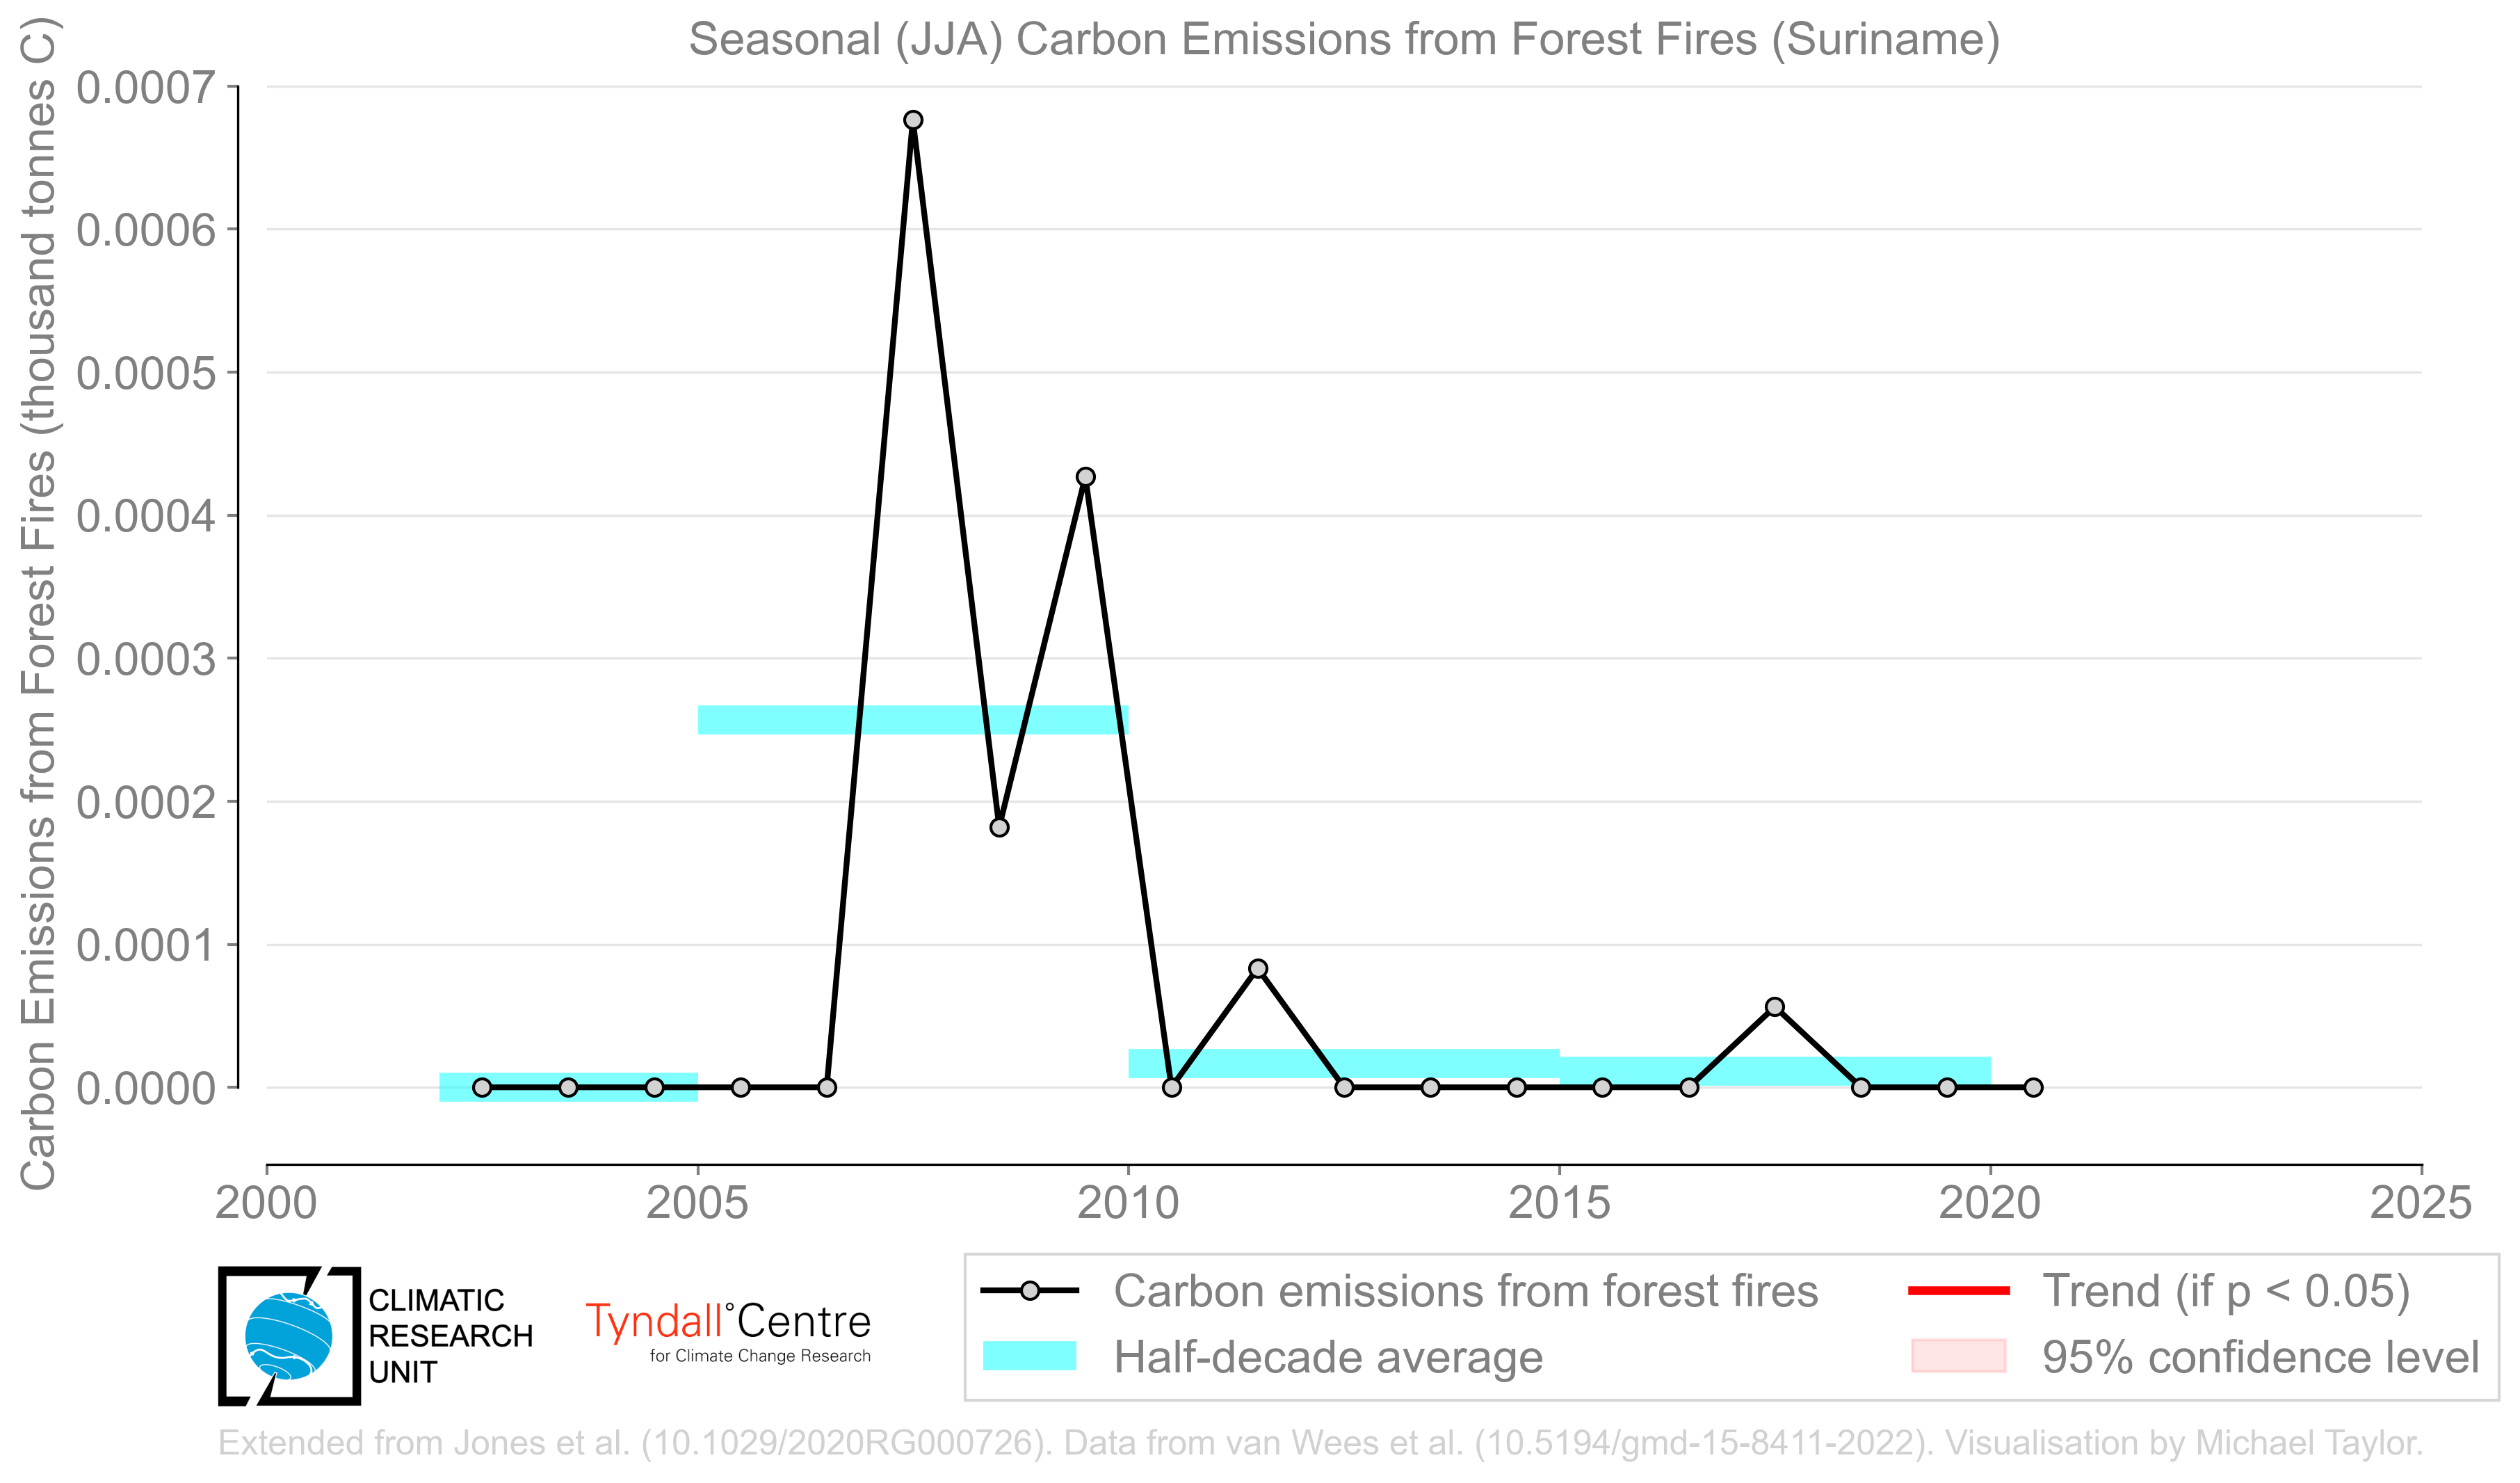 Seasonal (JJA) Carbon Emissions from Forest Fires (Suriname)
Carbon Emissions from Forest Fires (thousand tonnes C)
0.0007
0.0006
0.0005
0.0004
0.0003
0.0002
0.0001
0.0000
2000 2005 2010 2015 2020 2025
CLIMATIC
RESEARCH
UNIT
Tyndall°Centre
for Climate Change Research
Carbon emissions from forest fires
Half-decade average
Trend (if p < 0.05)
95% confidence level
Extended from Jones et al. (10.1029/2020RG000726). Data from van Wees et al. (10.5194/gmd-15-8411-2022). Visualisation by Michael Taylor.